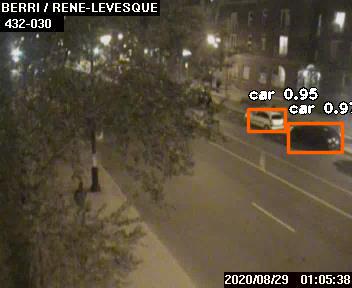 BERRI / RENE-LEVESQUE
432-030
car 0.95
car 0.97
2020/08/29 01:05:38